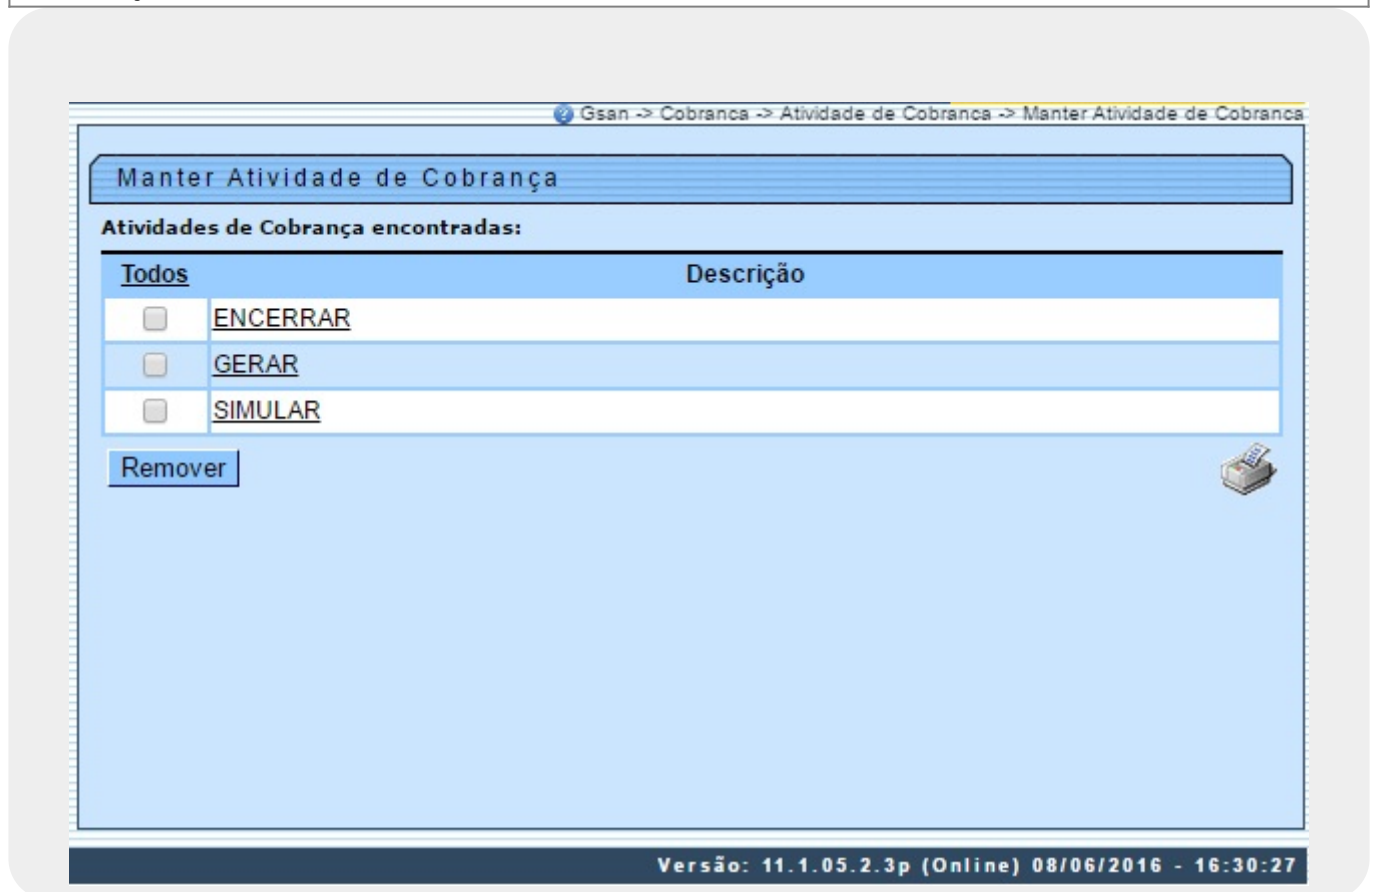 Gsan -> Cobranca -> Atividade de Cobranca -> Manter Atividade de Cobranca
Manter Atividade de Cobrança
Atividades de Cobrança encontradas:
Todos Descrição
ENCERRAR
GERAR
SIMULAR
Remover
Versão: 11.1.05.2.3p (Online) 08/06/2016 - 16:30:27